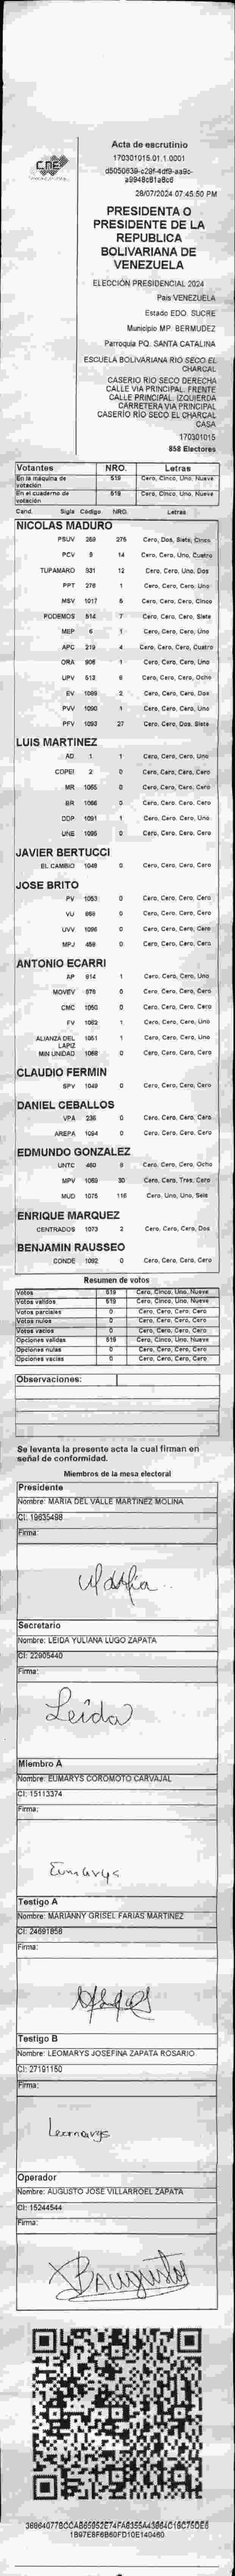 CNE
Acta de escrutinio
170301015.01.1.0001
28/07/2024 07:45:50 PM
PRESIDENTA O
PRESIDENTE DE LA
REPUBLICA
BOLIVARIANA DE
VENEZUELA
ELECCIÓN PRESIDENCIAL 2024
Pais VENEZUELA
Estado EDO. SUCRE
Municipio MP. BERMUDEZ
Parroquia PQ. SANTA CATALINA
ESCUELA BOLIVARIANA RIO SECO EL
CHARCAL
CASERIO RIO SECO DERECHA
CALLE VIA PRINCIPAL. FRENTE
CALLE PRINCIPAL. IZQUIERDA
CARRETERA VIA PRINCIPAL
CASERIO RIO SECO EL CHARCAL
CASA
170301015
858 Electores
Votantes NRO. Letras
En la máquina de votación 519 Cero, Cinco, Uno, Nueve
En el cuaderno de votación 519 Cero, Cinco, Uno, Nueve
Cand. Sigla Código NRO. Letras
NICOLAS MADURO
PSUV 275 Cero, Dos, Siete, Cinco
PCV 14 Cero, Cero, Uno, Cuatro
TUPAMARO 931 12 Cero, Cero, Uno, Dos
PPT 1 Cero, Cero, Cero, Uno
MSV 1017 5 Cero, Cero, Cero, Cinco
PODEMOS 514 7 Cero, Cero, Cero, Siete
MEP 6 1 Cero, Cero, Cero, Uno
APC 219 4 Cero, Cero, Cero, Cuatro
ORA 906 1 Cero, Cero, Cero, Uno
UPV 513 8 Cero, Cero, Cero, Ocho
EV 1089 2 Cero, Cero, Cero, Dos
PVV 1090 1 Cero, Cero, Cero, Uno
PFV 1093 27 Cero, Cero, Dos, Siete
LUIS MARTINEZ
AD 1 1 Cero, Cero, Cero, Uno
COPEI 2 0 Cero, Cero, Cero, Cero
MR 1065 0 Cero, Cero, Cero, Cero
BR 1066 0 Cero, Cero, Cero, Cero
DDP 1091 1 Cero, Cero, Cero, Uno
UNE 1095 0 Cero, Cero, Cero, Cero
JAVIER BERTUCCI
EL CAMBIO 1048 0 Cero, Cero, Cero, Cero
JOSE BRITO
PV 1053 0 Cero, Cero, Cero, Cero
VU 868 0 Cero, Cero, Cero, Cero
UVV 1096 0 Cero, Cero, Cero, Cero
MPJ 458 0 Cero, Cero, Cero, Cero
ANTONIO ECARRI
AP 914 1 Cero, Cero, Cero, Uno
MOVEV 0 Cero, Cero, Cero, Cero
CMC 1050 0 Cero, Cero, Cero, Cero
FV 1062 1 Cero, Cero, Cero, Uno
ALIANZA DEL LAPIZ 1061 1 Cero, Cero, Cero, Uno
MIN UNIDAD 1068 0 Cero, Cero, Cero, Cero
CLAUDIO FERMIN
SPV 1049 0 Cero, Cero, Cero, Cero
DANIEL CEBALLOS
VPA 236 0 Cero, Cero, Cero, Cero
AREPA 1094 0 Cero, Cero, Cero, Cero
EDMUNDO GONZALEZ
UNTC 460 8 Cero, Cero, Cero, Ocho
MPV 1069 30 Cero, Cero, Tres, Cero
MUD 1075 116 Cero, Uno, Uno, Seis
ENRIQUE MARQUEZ
CENTRADOS 1073 2 Cero, Cero, Cero, Dos
BENJAMIN RAUSSEO
CONDE 1092 0 Cero, Cero, Cero, Cero
Resumen de votos
Votos 519 Cero, Cinco, Uno, Nueve
Votos validos 519 Cero, Cinco, Uno, Nueve
Votos parciales 0 Cero, Cero, Cero, Cero
Votos nulos 0 Cero, Cero, Cero, Cero
Votos vacios 0 Cero, Cero, Cero, Cero
Opciones validas 519 Cero, Cinco, Uno, Nueve
Opciones nulas 0 Cero, Cero, Cero, Cero
Opciones vacias 0 Cero, Cero, Cero, Cero
Observaciones:
Se levanta la presente acta la cual firman en
señal de conformidad.
Miembros de la mesa electoral
Presidente
Nombre: MARIA DEL VALLE MARTINEZ MOLINA
CI: 19635498
Firma:
Secretario
Nombre: LEIDA YULIANA LUGO ZAPATA
CI: 22905440
Firma:
Leida
Miembro A
Nombre: EUMARYS COROMOTO CARVAJAL
CI: 15113374
Firma:
Eumarys
Testigo A
Nombre: MARIANNY GRISEL FARIAS MARTINEZ
CI: 24691858
Firma:
Testigo B
Nombre: LEOMARYS JOSEFINA ZAPATA ROSARIO
CI: 27191150
Firma:
Leomarys
Operador
Nombre: AUGUSTO JOSE VILLARROEL ZAPATA
CI: 15244544
Firma: